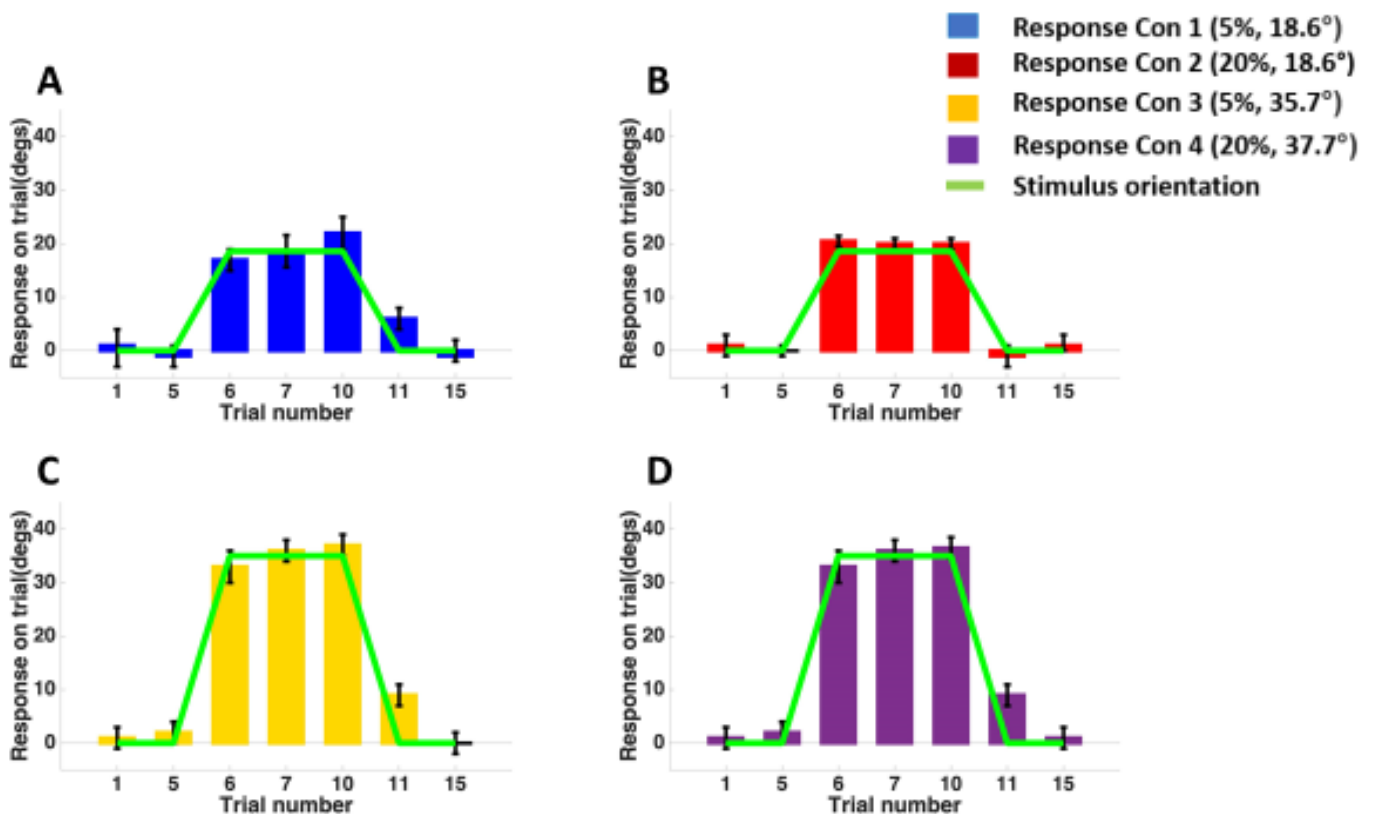 Response Con 1 (5%, 18.6°)
Response Con 2 (20%, 18.6°)
Response Con 3 (5%, 35.7°)
Response Con 4 (20%, 37.7°)
Stimulus orientation
A
Response on trial(degs)
40
30
20
10
0
1 5 6 7 10 11 15
Trial number
B
Response on trial(degs)
40
30
20
10
0
1 5 6 7 10 11 15
Trial number
C
Response on trial(degs)
40
30
20
10
0
1 5 6 7 10 11 15
Trial number
D
Response on trial(degs)
40
30
20
10
0
1 5 6 7 10 11 15
Trial number